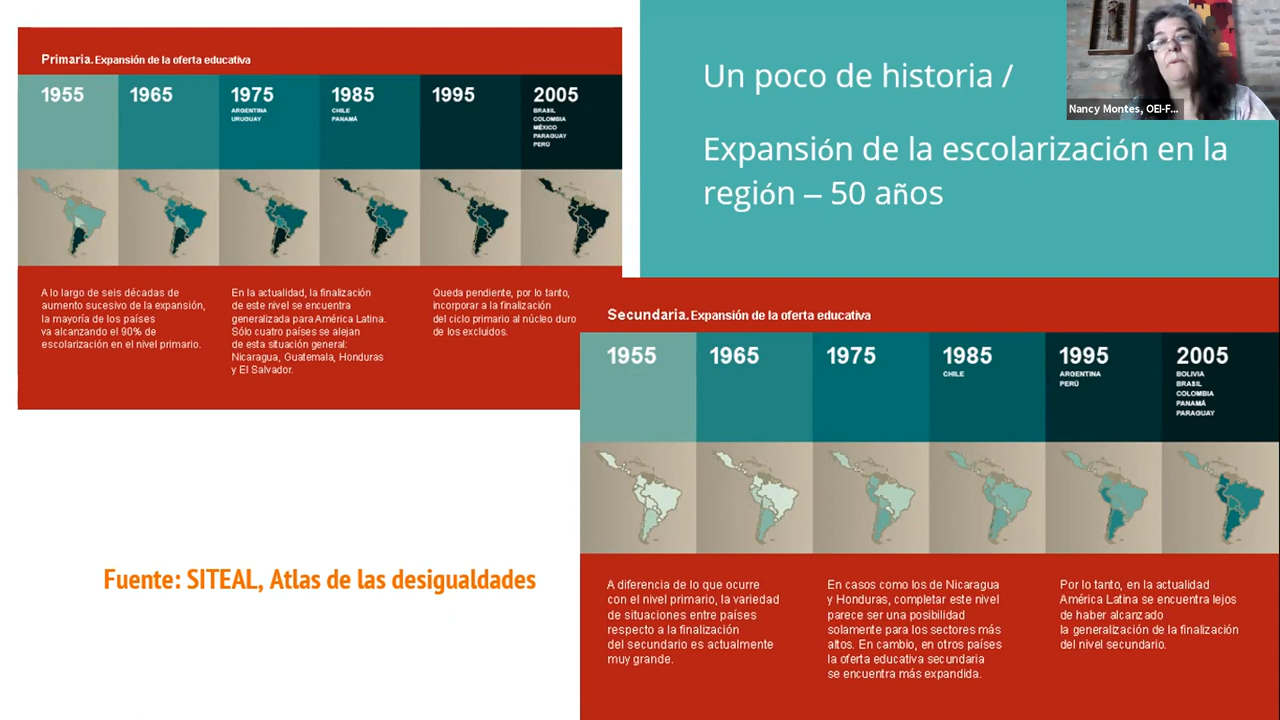 Primaria. Expansión de la oferta educativa
1955
1965
1975
ARGENTINA
URUGUAY
1985
CHILE
PANAMÁ
1995
2005
BRASIL
COLOMBIA
MÉXICO
PARAGUAY
PERÚ
A lo largo de seis décadas de
aumento sucesivo de la expansión,
la mayoría de los países
va alcanzando el 90% de
escolarización en el nivel primario.
En la actualidad, la finalización
de este nivel se encuentra
generalizada para América Latina.
Sólo cuatro países se alejan
de esta situación general:
Nicaragua, Guatemala, Honduras
y El Salvador.
Queda pendiente, por lo tanto,
incorporar a la finalización
del ciclo primario al núcleo duro
de los excluidos.
Un poco de historia /
Expansión de la escolarización en la
región – 50 años
Nancy Montes, OEI-F...
Secundaria. Expansión de la oferta educativa
1955
1965
1975
1985
CHILE
1995
ARGENTINA
PERÚ
2005
BOLIVIA
BRASIL
COLOMBIA
PANAMÁ
PARAGUAY
A diferencia de lo que ocurre
con el nivel primario, la variedad
de situaciones entre países
respecto a la finalización
del secundario es actualmente
muy grande.
En casos como los de Nicaragua
y Honduras, completar este nivel
parece ser una posibilidad
solamente para los sectores más
altos. En cambio, en otros países
la oferta educativa secundaria
se encuentra más expandida.
Por lo tanto, en la actualidad
América Latina se encuentra lejos
de haber alcanzado
la generalización de la finalización
del nivel secundario.
Fuente: SITEAL, Atlas de las desigualdades